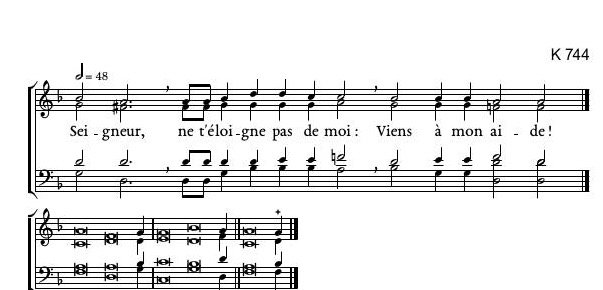 K 744
= 48
Sei - gneur, ne t'éloi - gne pas de moi : Viens à mon ai - de !